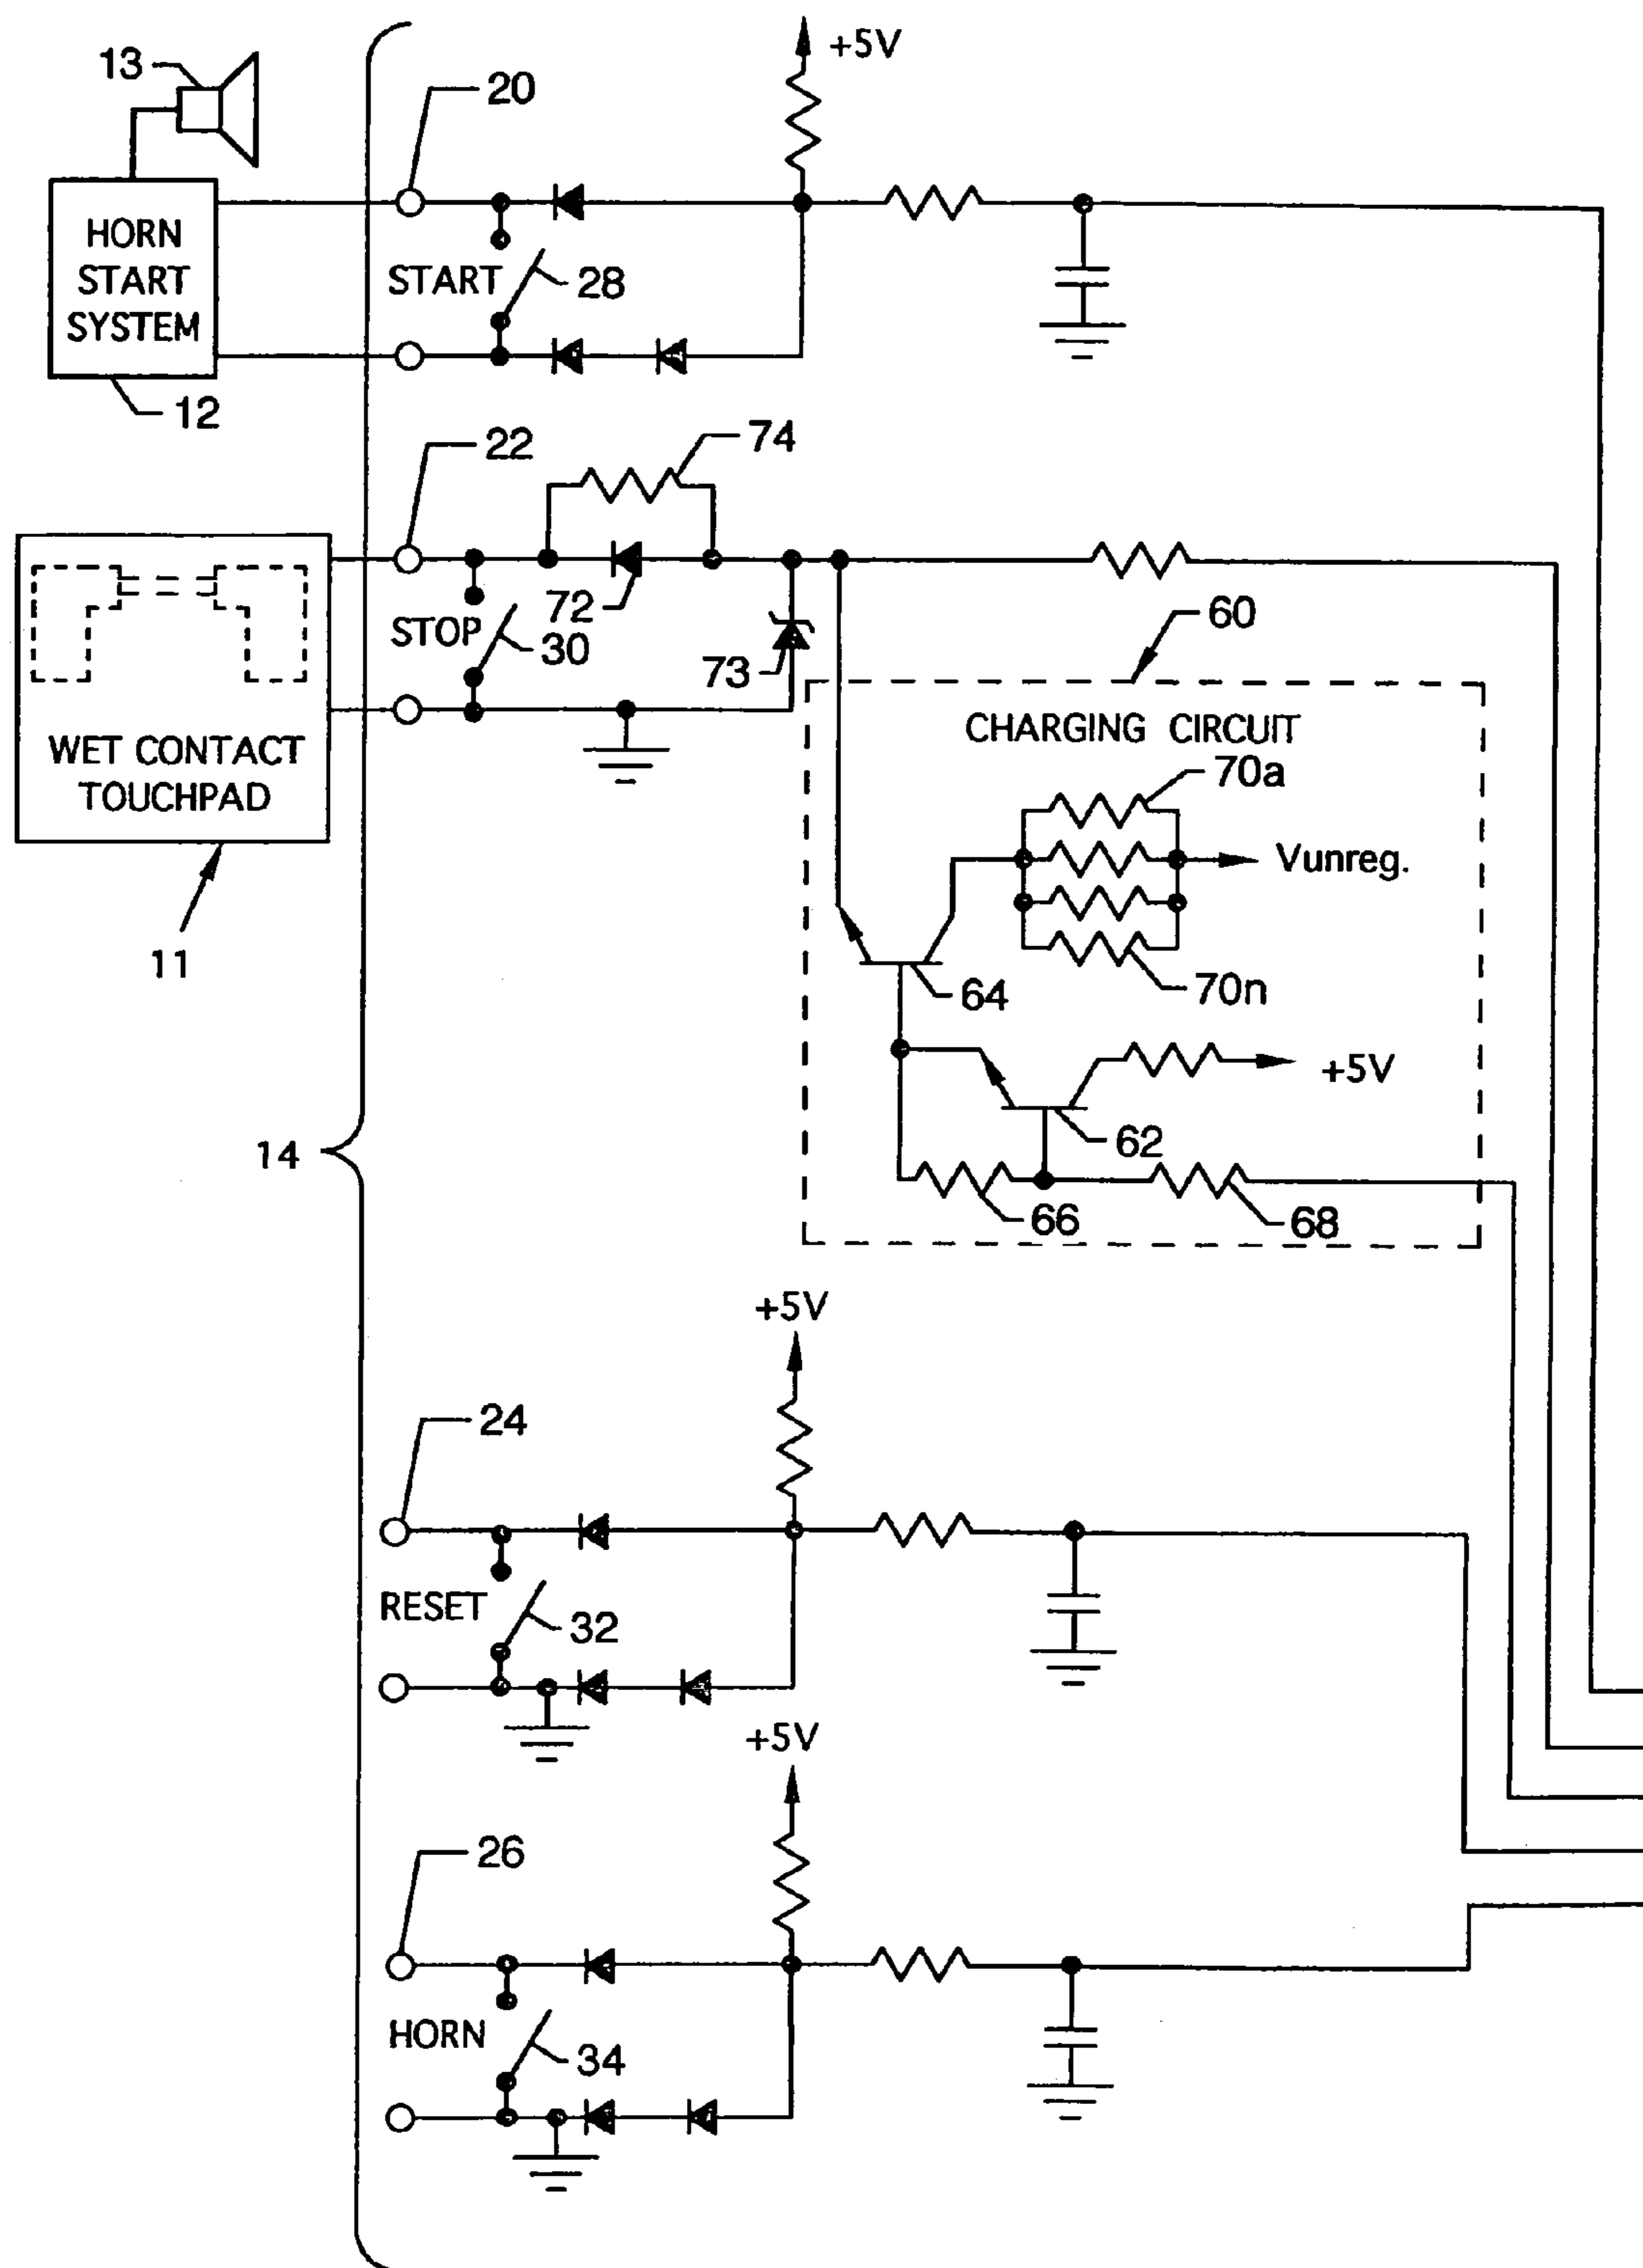 +5V
13
20
HORN
START
SYSTEM
START
28
12
22
74
STOP
72
30
73
60
WET CONTACT
TOUCHPAD
11
CHARGING CIRCUIT
70a
Vunreg.
64
70n
+5V
62
14
66
68
+5V
24
RESET
32
+5V
26
HORN
34